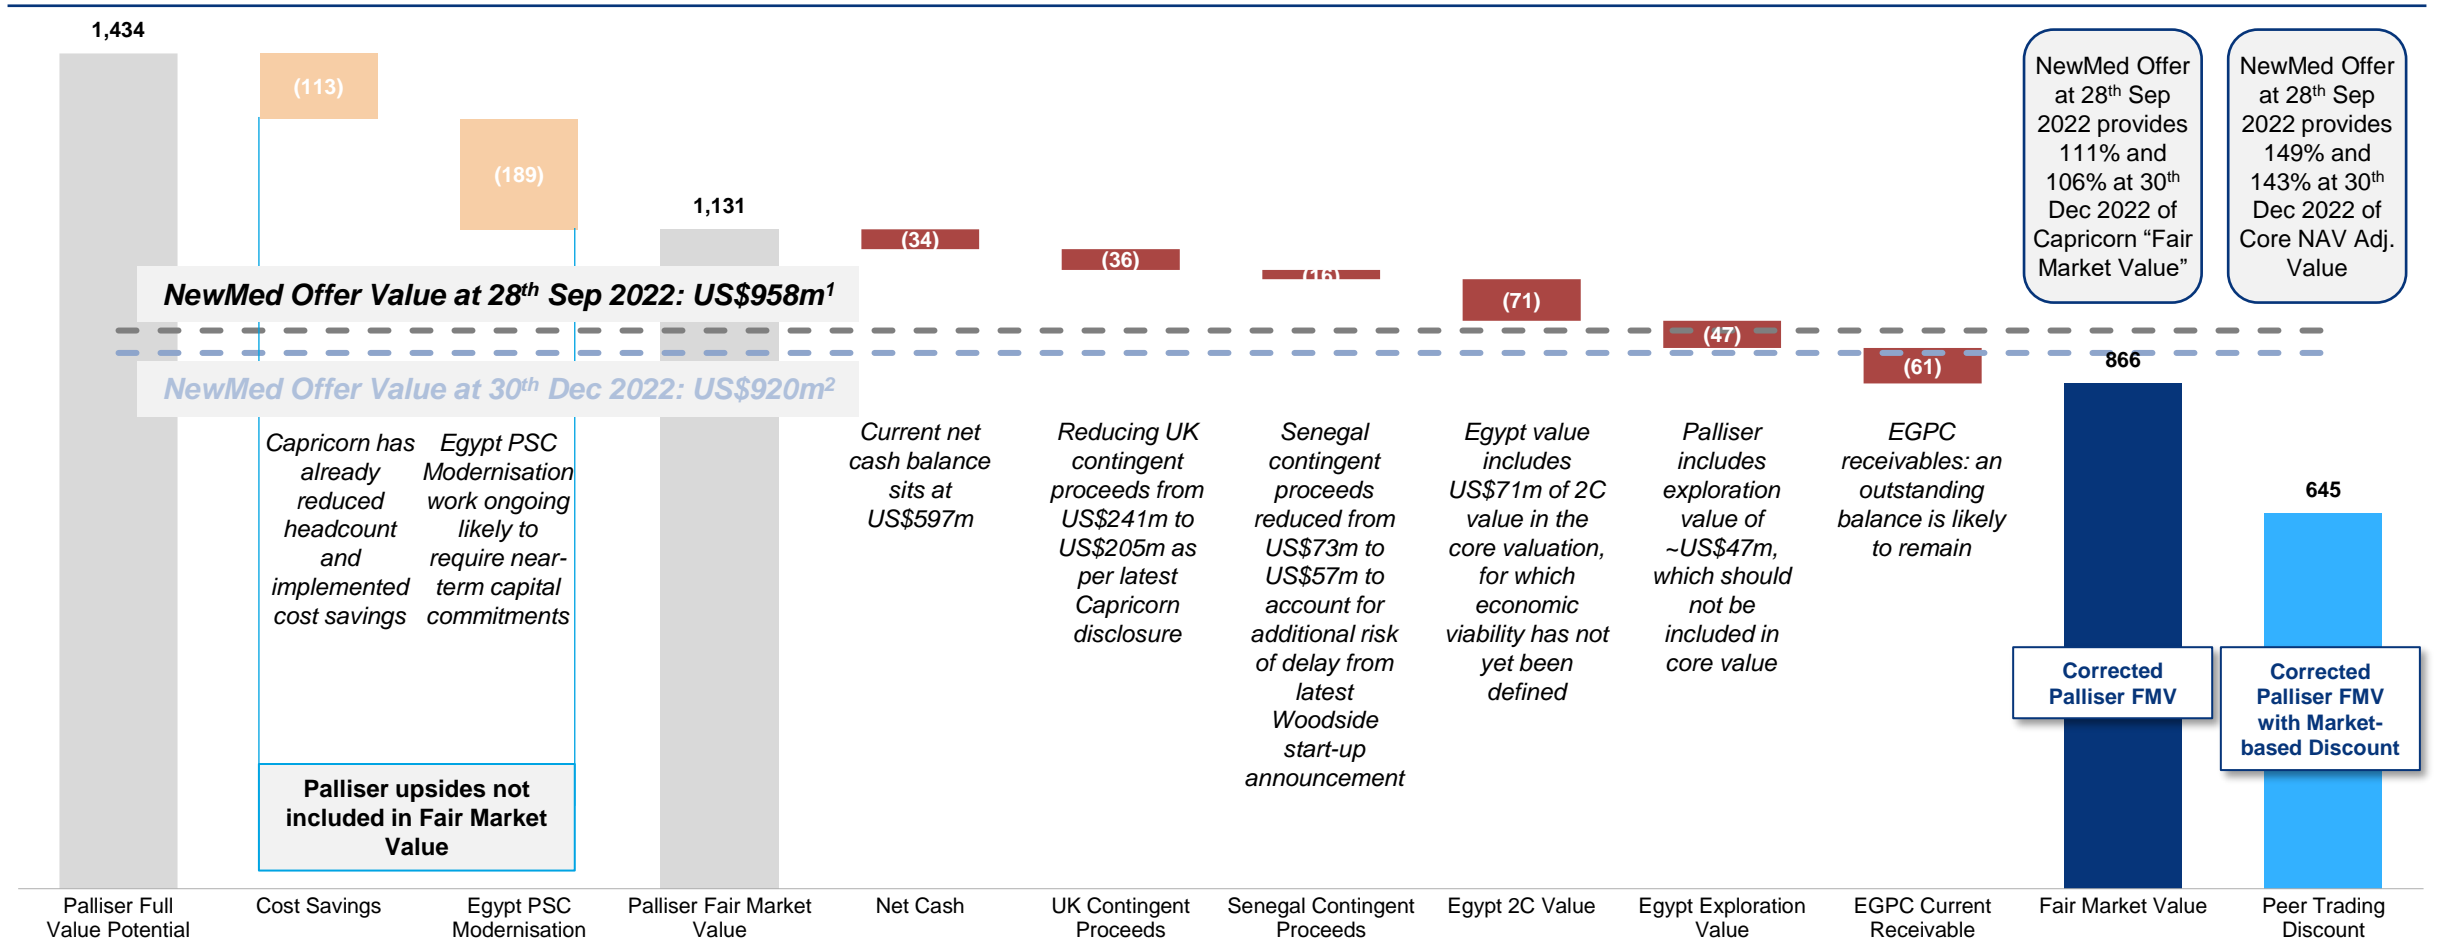 1,434
(113)
(189)
1,131
(34)
(36)
(16)
(71)
(47)
(61)
866
645
NewMed Offer
at 28th Sep
2022 provides
111% and
106% at 30th
Dec 2022 of
Capricorn “Fair
Market Value”
NewMed Offer
at 28th Sep
2022 provides
149% and
143% at 30th
Dec 2022 of
Core NAV Adj.
Value
NewMed Offer Value at 28th Sep 2022: US$958m1
NewMed Offer Value at 30th Dec 2022: US$920m2
Capricorn has
already
reduced
headcount
and
implemented
cost savings
Egypt PSC
Modernisation
work ongoing
likely to
require near-
term capital
commitments
Current net
cash balance
sits at
US$597m
Reducing UK
contingent
proceeds from
US$241m to
US$205m as
per latest
Capricorn
disclosure
Senegal
contingent
proceeds
reduced from
US$73m to
US$57m to
account for
additional risk
of delay from
latest
Woodside
start-up
announcement
Egypt value
includes
US$71m of 2C
value in the
core valuation,
for which
economic
viability has not
yet been
defined
Palliser
includes
exploration
value of
~US$47m,
which should
not be
included in
core value
EGPC
receivables: an
outstanding
balance is likely
to remain
Corrected
Palliser FMV
Corrected
Palliser FMV
with Market-
based Discount
Palliser upsides not
included in Fair Market
Value
Palliser Full
Value Potential
Cost Savings
Egypt PSC
Modernisation
Palliser Fair Market
Value
Net Cash
UK Contingent
Proceeds
Senegal Contingent
Proceeds
Egypt 2C Value
Egypt Exploration
Value
EGPC Current
Receivable
Fair Market Value
Peer Trading
Discount